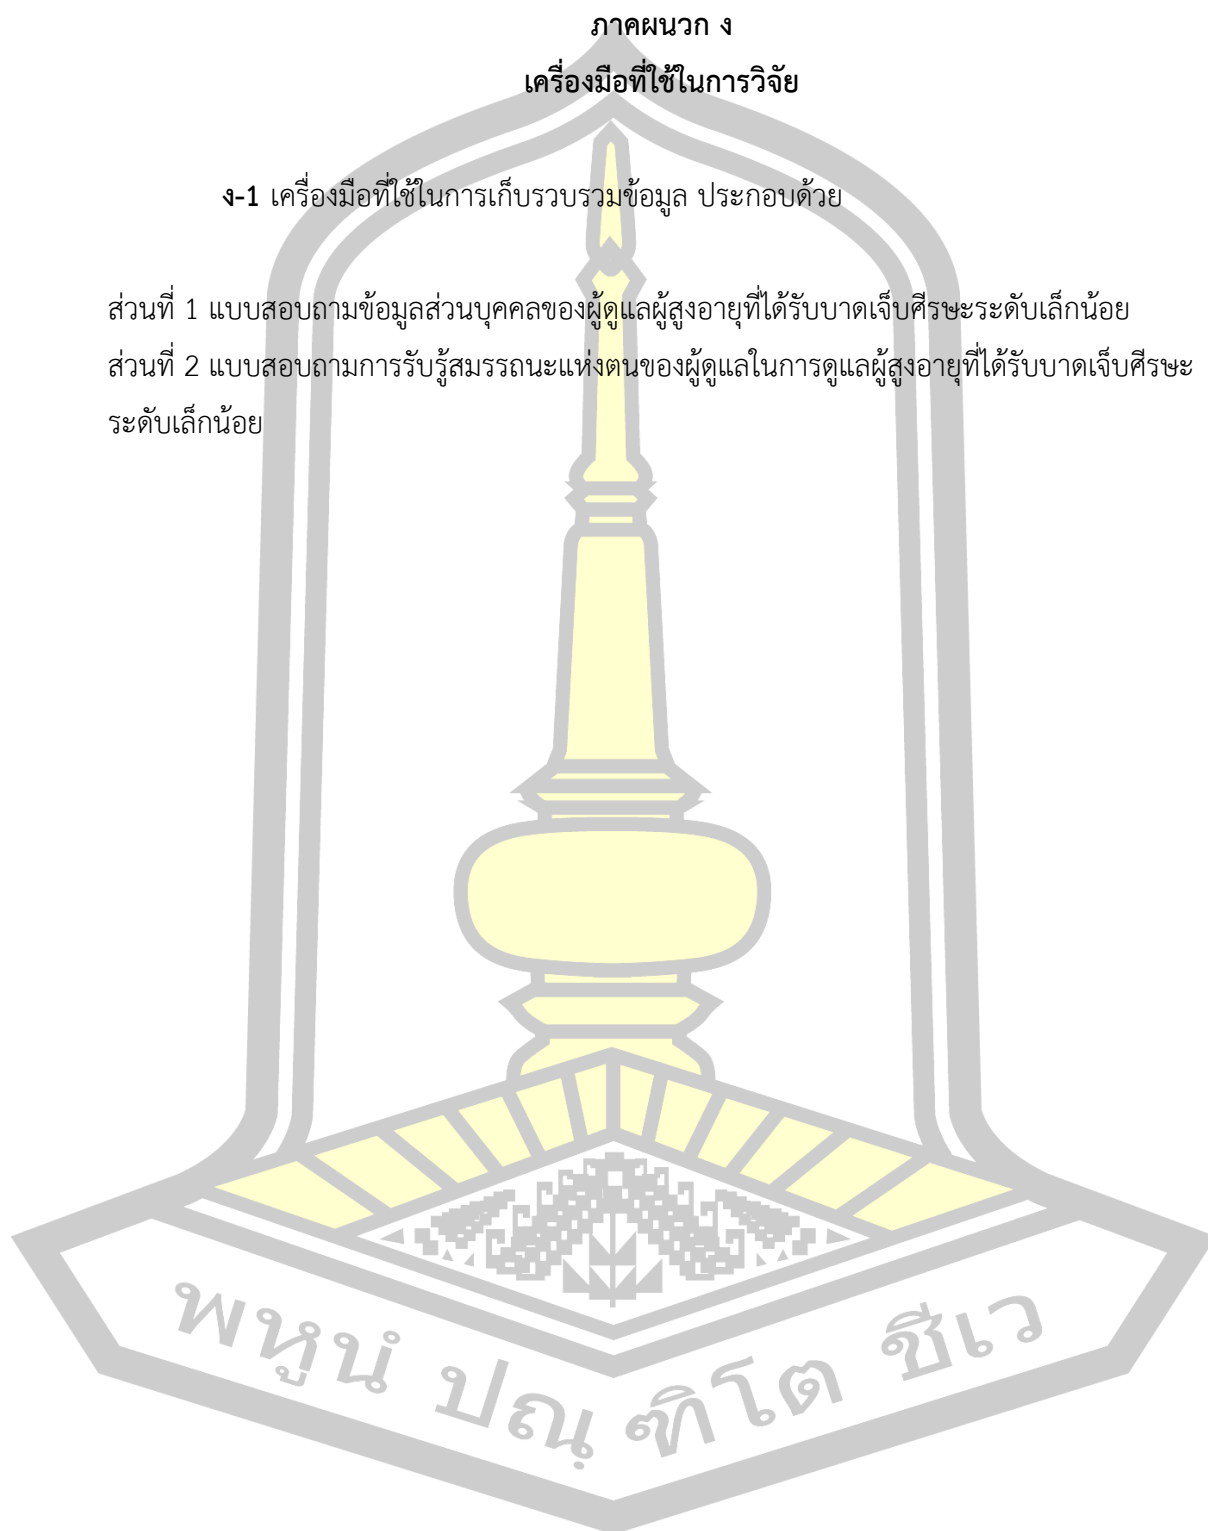 ภาคผนวก ง
เครื่องมือที่ใช้ในการวิจัย
ง-1 เครื่องมือที่ใช้ในการเก็บรวบรวมข้อมูล ประกอบด้วย
ส่วนที่ 1 แบบสอบถามข้อมูลส่วนบุคคลของผู้ดูแลผู้สูงอายุที่ได้รับบาดเจ็บศีรษะระดับเล็กน้อย
ส่วนที่ 2 แบบสอบถามการรับรู้สมรรถนะแห่งตนของผู้ดูแลในการดูแลผู้สูงอายุที่ได้รับบาดเจ็บศีรษะ
ระดับเล็กน้อย
พหูนํ ปณฺฑิโต ชีเว